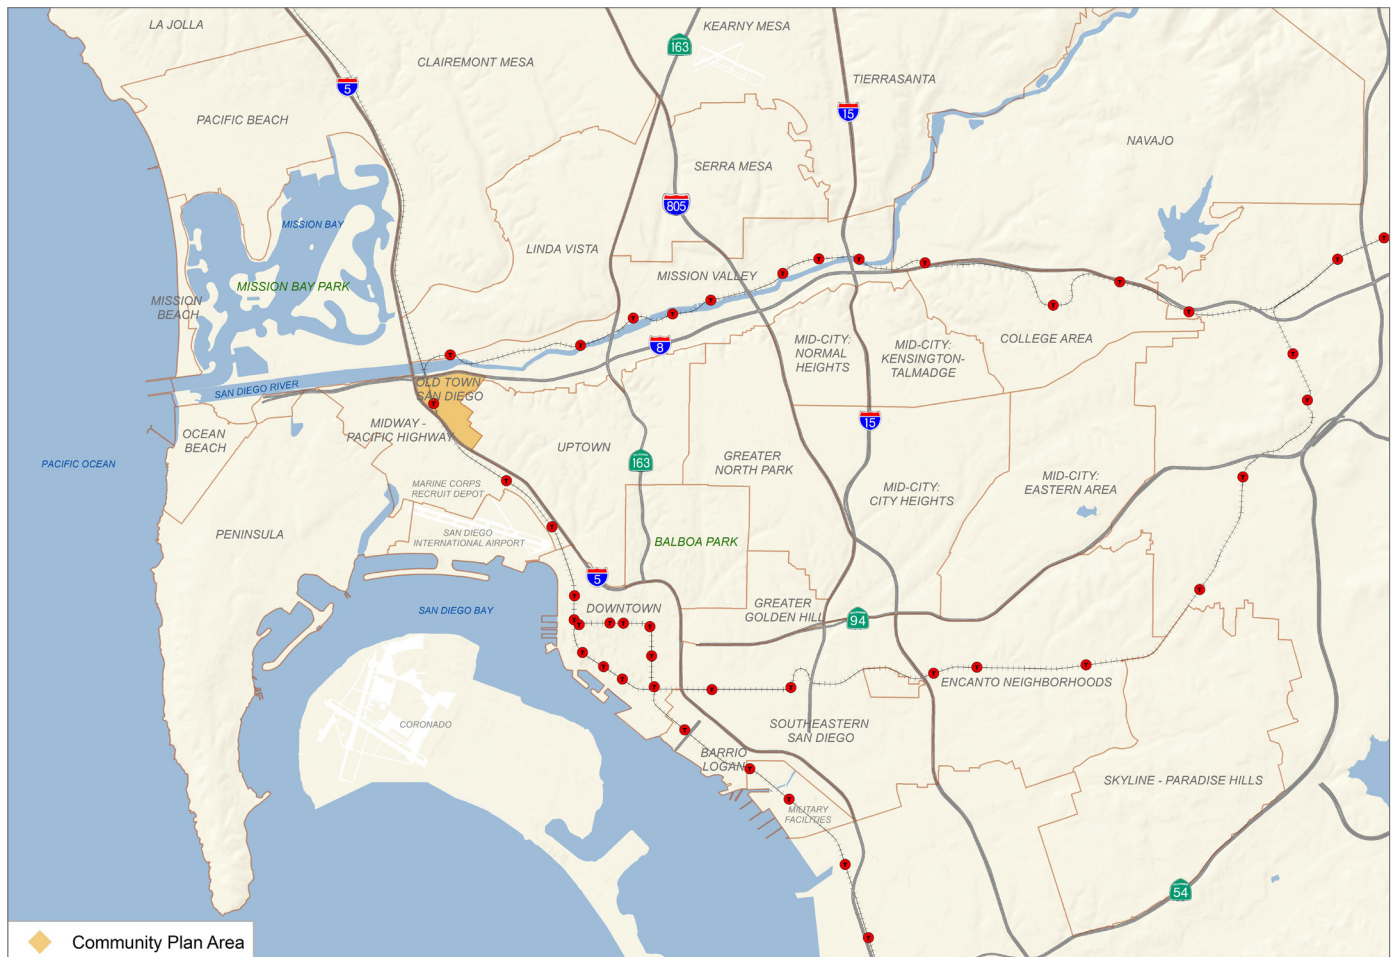 LA JOLLA
KEARNY MESA
163
CLAIREMONT MESA
TIERRASANTA
5
15
PACIFIC BEACH
NAVAJO
SERRA MESA
805
MISSION BAY
LINDA VISTA
MISSION VALLEY
MISSION BAY PARK
MISSION
BEACH
8
MID-CITY:
NORMAL
HEIGHTS
MID-CITY:
KENSINGTON-
TALMADGE
COLLEGE AREA
OLD TOWN
SAN DIEGO
SAN DIEGO RIVER
15
MIDWAY -
PACIFIC HIGHWAY
OCEAN
BEACH
UPTOWN
163
GREATER
NORTH PARK
PACIFIC OCEAN
MID-CITY:
CITY HEIGHTS
MID-CITY:
EASTERN AREA
MARINE CORPS
RECRUIT DEPOT
PENINSULA
SAN DIEGO
INTERNATIONAL AIRPORT
BALBOA PARK
5
SAN DIEGO BAY
DOWNTOWN
GREATER
GOLDEN HILL
94
ENCANTO NEIGHBORHOODS
CORONADO
SOUTHEASTERN
SAN DIEGO
BARRIO
LOGAN
SKYLINE - PARADISE HILLS
MILITARY
FACILITIES
54
Community Plan Area